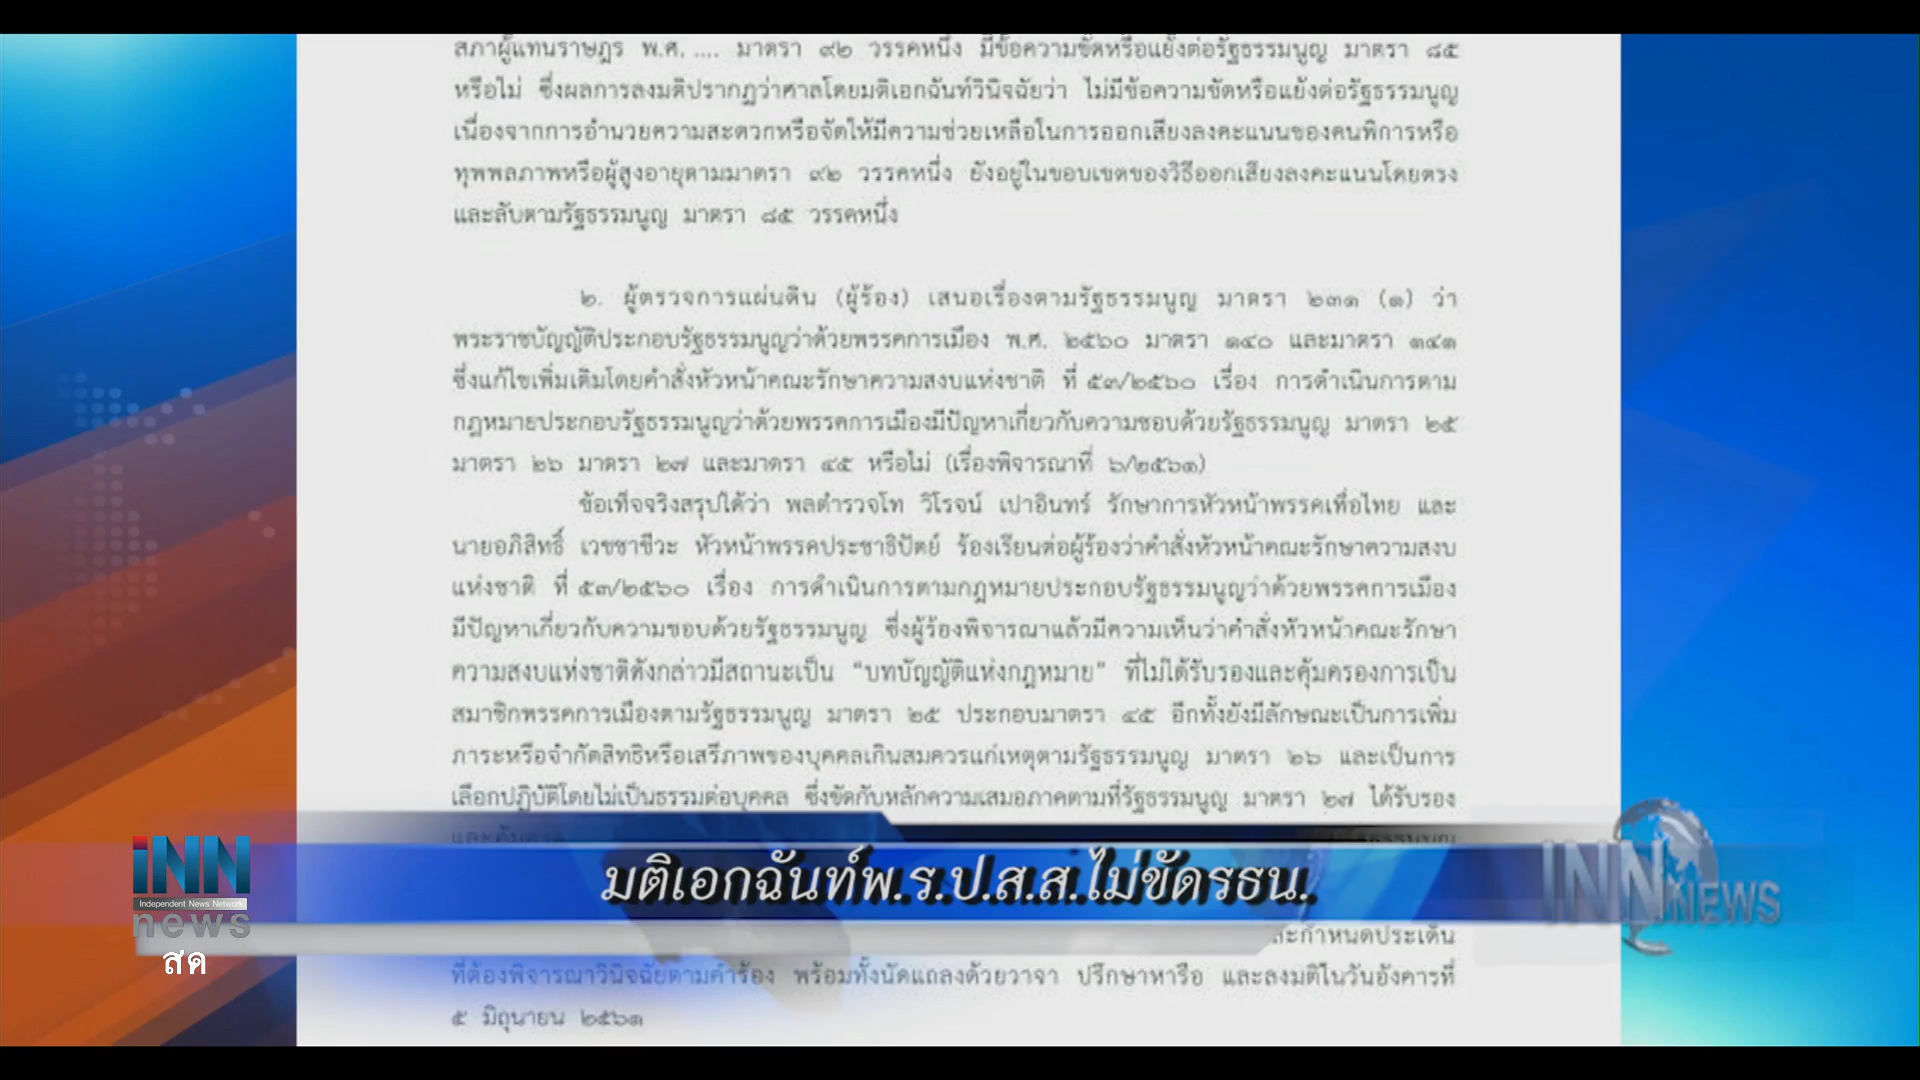 สภาผู้แทนราษฎร พ.ศ. .... มาตรา ๙๒ วรรคหนึ่ง มีข้อความขัดหรือแย้งต่อรัฐธรรมนูญ มาตรา ๘๕
หรือไม่ ซึ่งผลการลงมติปรากฏว่าศาลโดยมติเอกฉันท์วินิจฉัยว่า ไม่มีข้อความขัดหรือแย้งต่อรัฐธรรมนูญ
เนื่องจากการอำนวยความสะดวกหรือจัดให้มีความช่วยเหลือในการออกเสียงลงคะแนนของคนพิการหรือ
ทุพพลภาพหรือผู้สูงอายุตามมาตรา ๙๒ วรรคหนึ่ง ยังอยู่ในขอบเขตของวิธีออกเสียงลงคะแนนโดยตรง
และลับตามรัฐธรรมนูญ มาตรา ๘๕ วรรคหนึ่ง
๒. ผู้ตรวจการแผ่นดิน (ผู้ร้อง) เสนอเรื่องตามรัฐธรรมนูญ มาตรา ๒๓๑ (๑) ว่า
พระราชบัญญัติประกอบรัฐธรรมนูญว่าด้วยพรรคการเมือง พ.ศ. ๒๕๖๐ มาตรา ๑๔๐ และมาตรา ๑๔๑
ซึ่งแก้ไขเพิ่มเติมโดยคำสั่งหัวหน้าคณะรักษาความสงบแห่งชาติ ที่ ๕๓/๒๕๖๐ เรื่อง การดำเนินการตาม
กฎหมายประกอบรัฐธรรมนูญว่าด้วยพรรคการเมืองมีปัญหาเกี่ยวกับความชอบด้วยรัฐธรรมนูญ มาตรา ๒๕
มาตรา ๒๖ มาตรา ๒๗ และมาตรา ๔๕ หรือไม่ (เรื่องพิจารณาที่ ๖/๒๕๖๑)
ข้อเท็จจริงสรุปได้ว่า พลตำรวจโท วิโรจน์ เปาอินทร์ รักษาการหัวหน้าพรรคเพื่อไทย และ
นายอภิสิทธิ์ เวชชาชีวะ หัวหน้าพรรคประชาธิปัตย์ ร้องเรียนต่อผู้ร้องว่าคำสั่งหัวหน้าคณะรักษาความสงบ
แห่งชาติ ที่ ๕๓/๒๕๖๐ เรื่อง การดำเนินการตามกฎหมายประกอบรัฐธรรมนูญว่าด้วยพรรคการเมือง
มีปัญหาเกี่ยวกับความชอบด้วยรัฐธรรมนูญ ซึ่งผู้ร้องพิจารณาแล้วมีความเห็นว่าคำสั่งหัวหน้าคณะรักษา
ความสงบแห่งชาติดังกล่าวมีสถานะเป็น “บทบัญญัติแห่งกฎหมาย” ที่ไม่ได้รับรองและคุ้มครองการเป็น
สมาชิกพรรคการเมืองตามรัฐธรรมนูญ มาตรา ๒๕ ประกอบมาตรา ๔๕ อีกทั้งยังมีลักษณะเป็นการเพิ่ม
ภาระหรือจำกัดสิทธิหรือเสรีภาพของบุคคลเกินสมควรแก่เหตุตามรัฐธรรมนูญ มาตรา ๒๖ และเป็นการ
เลือกปฏิบัติโดยไม่เป็นธรรมต่อบุคคล ซึ่งขัดกับหลักความเสมอภาคตามที่รัฐธรรมนูญ มาตรา ๒๗ ได้รับรอง
มติเอกฉันท์พ.ร.ป.ส.ส.ไม่ขัดรธน.
iNN
Independent News Network
news
สด
INN NEWS
และกำหนดประเด็น
ที่ต้องพิจารณาวินิจฉัยตามคำร้อง พร้อมทั้งนัดแถลงด้วยวาจา ปรึกษาหารือ และลงมติในวันอังคารที่
๕ มิถุนายน ๒๕๖๑